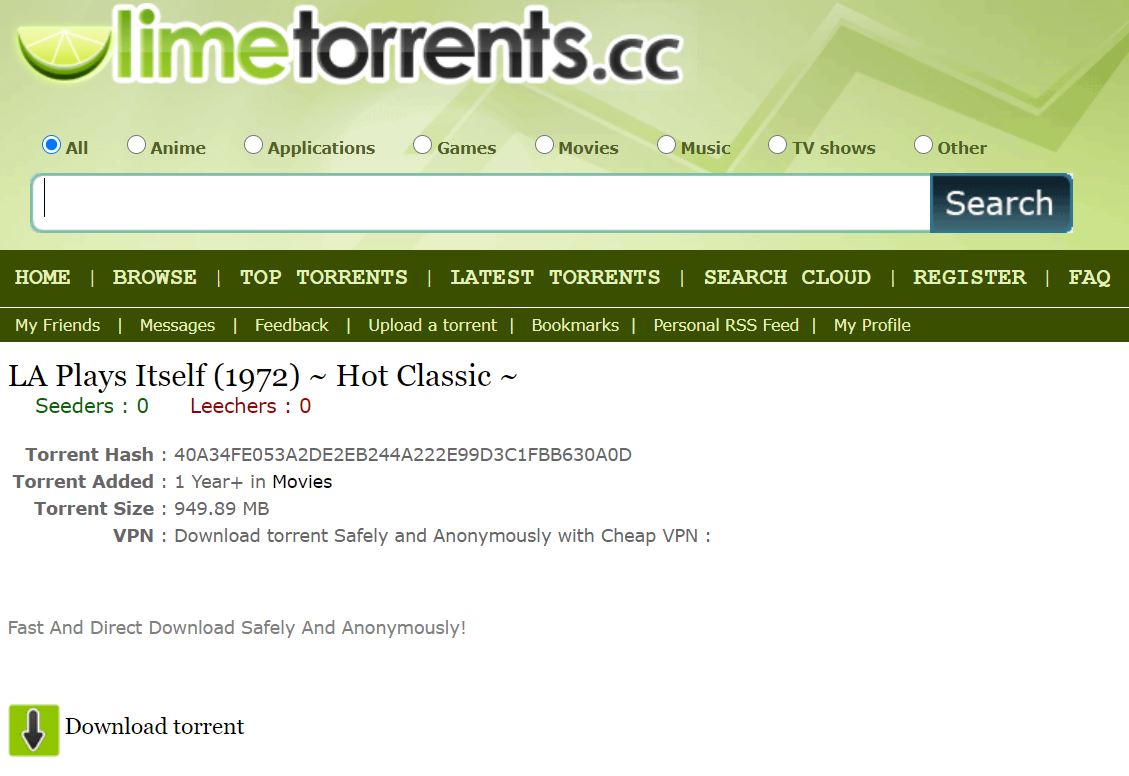 limetorrents.cc
All Anime Applications Games Movies Music TV shows Other
Search
HOME | BROWSE | TOP TORRENTS | LATEST TORRENTS | SEARCH CLOUD | REGISTER | FAQ
My Friends | Messages | Feedback | Upload a torrent | Bookmarks | Personal RSS Feed | My Profile
LA Plays Itself (1972) ~ Hot Classic ~
Seeders : 0 Leechers : 0
Torrent Hash : 40A34FE053A2DE2EB244A222E99D3C1FBB630A0D
Torrent Added : 1 Year+ in Movies
Torrent Size : 949.89 MB
VPN : Download torrent Safely and Anonymously with Cheap VPN :
Fast And Direct Download Safely And Anonymously!
Download torrent